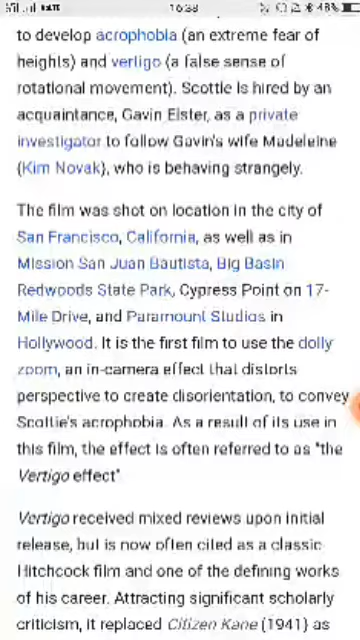 16:38 48%
to develop acrophobia (an extreme fear of
heights) and vertigo (a false sense of
rotational movement). Scottie is hired by an
acquaintance, Gavin Elster, as a private
investigator to follow Gavin's wife Madeleine
(Kim Novak), who is behaving strangely.
The film was shot on location in the city of
San Francisco, California, as well as in
Mission San Juan Bautista, Big Basin
Redwoods State Park, Cypress Point on 17-
Mile Drive, and Paramount Studios in
Hollywood. It is the first film to use the dolly
zoom, an in-camera effect that distorts
perspective to create disorientation, to convey
Scottie's acrophobia. As a result of its use in
this film, the effect is often referred to as "the
Vertigo effect".
Vertigo received mixed reviews upon initial
release, but is now often cited as a classic
Hitchcock film and one of the defining works
of his career. Attracting significant scholarly
criticism, it replaced Citizen Kane (1941) as